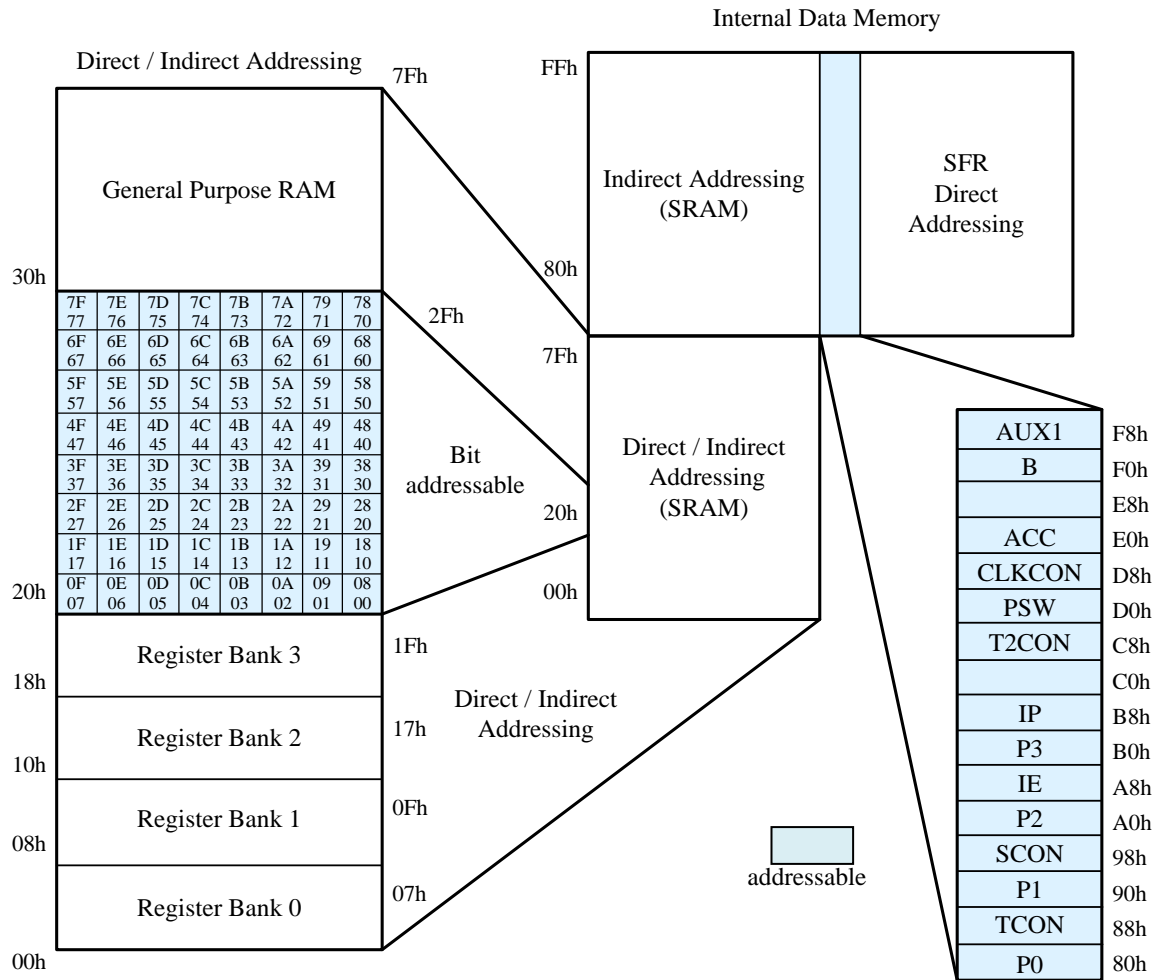 Internal Data Memory
Direct / Indirect Addressing
7Fh
FFh
General Purpose RAM
Indirect Addressing
(SRAM)
SFR
Direct
Addressing
30h
80h
7F 7E 7D 7C 7B 7A 79 78
77 76 75 74 73 72 71 70
6F 6E 6D 6C 6B 6A 69 68
67 66 65 64 63 62 61 60
5F 5E 5D 5C 5B 5A 59 58
57 56 55 54 53 52 51 50
4F 4E 4D 4C 4B 4A 49 48
47 46 45 44 43 42 41 40
3F 3E 3D 3C 3B 3A 39 38
37 36 35 34 33 32 31 30
2F 2E 2D 2C 2B 2A 29 28
27 26 25 24 23 22 21 20
1F 1E 1D 1C 1B 1A 19 18
17 16 15 14 13 12 11 10
0F 0E 0D 0C 0B 0A 09 08
07 06 05 04 03 02 01 00
2Fh
7Fh
Bit
addressable
Direct / Indirect
Addressing
(SRAM)
20h
20h
00h
Register Bank 3
1Fh
18h
Register Bank 2
17h
10h
Register Bank 1
0Fh
08h
Register Bank 0
07h
00h
Direct / Indirect
Addressing
addressable
AUX1 F8h
B F0h
E8h
ACC E0h
CLKCON D8h
PSW D0h
T2CON C8h
C0h
IP B8h
P3 B0h
IE A8h
P2 A0h
SCON 98h
P1 90h
TCON 88h
P0 80h